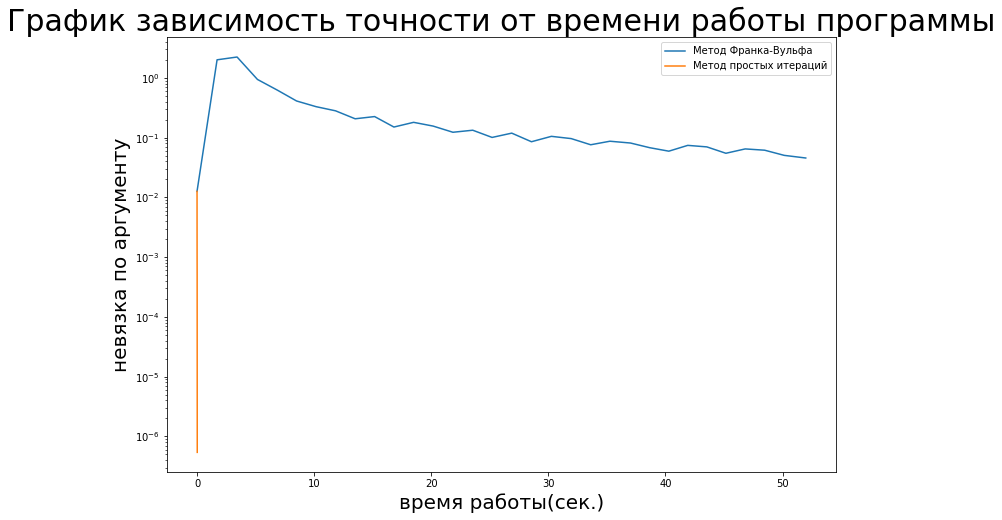 График зависимость точности от времени работы программы
Метод Франка-Вульфа
Метод простых итераций
невязка по аргументу
10⁰
10⁻¹
10⁻²
10⁻³
10⁻⁴
10⁻⁵
10⁻⁶
0 10 20 30 40 50
время работы(сек.)